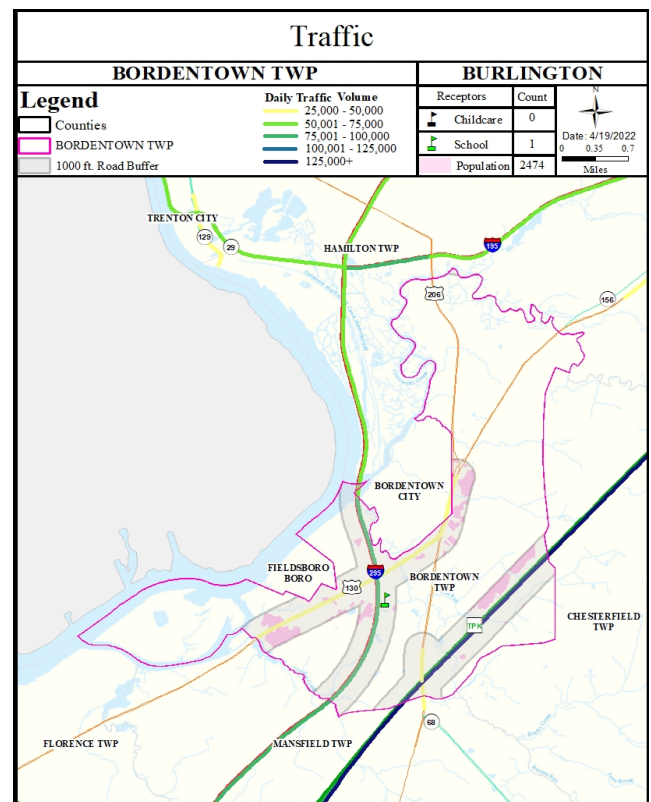 Traffic
BORDENTOWN TWP
BURLINGTON
Legend
Counties
BORDENTOWN TWP
1000 ft. Road Buffer
Daily Traffic Volume
25,000 - 50,000
50,001 - 75,000
75,001 - 100,000
100,001 - 125,000
125,000+
Receptors Count
Childcare 0
School 1
Population 2474
N
Date: 4/19/2022
0 0.35 0.7
Miles
TRENTON CITY
129
29
HAMILTON TWP
195
206
156
BORDENTOWN
CITY
FIELDSBORO
BORO
295
130
BORDENTOWN
TWP
TPK
CHESTERFIELD
TWP
68
FLORENCE TWP
MANSFIELD TWP